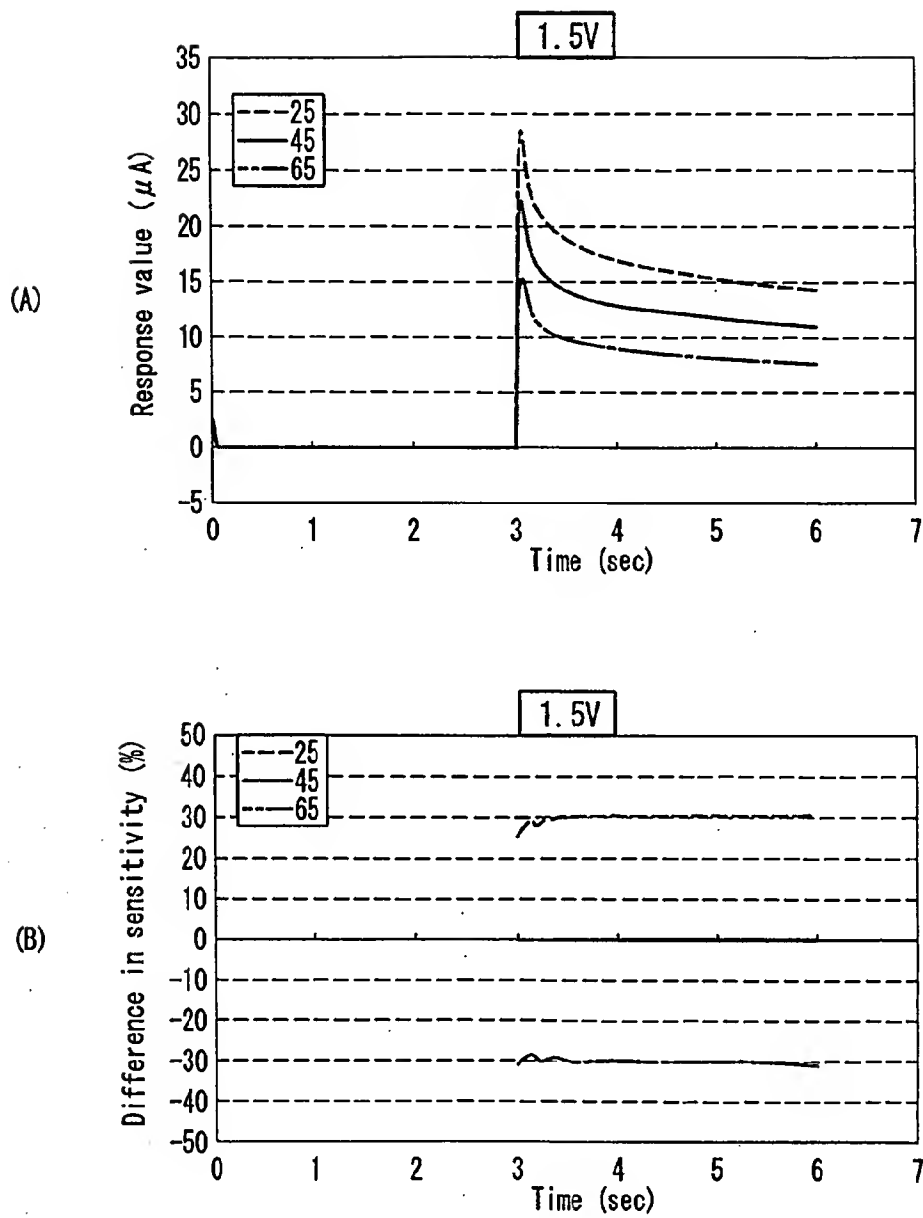 1.5V
(A)
Response value (μA)
35
30
25
20
15
10
5
0
-5
25
45
65
0 1 2 3 4 5 6 7
Time (sec)
1.5V
(B)
Difference in sensitivity (%)
50
40
30
20
10
0
-10
-20
-30
-40
-50
25
45
65
0 1 2 3 4 5 6 7
Time (sec)